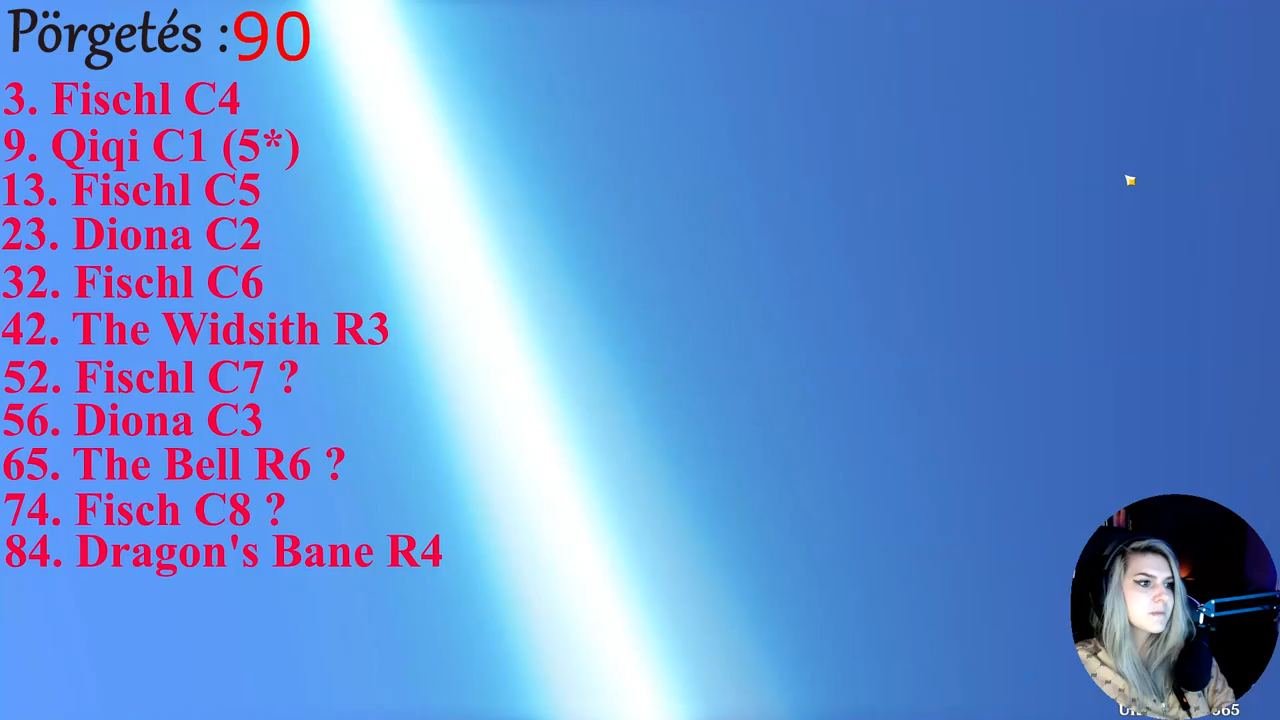 Pörgetés :90
3. Fischl C4
9. Qiqi C1 (5*)
13. Fischl C5
23. Diona C2
32. Fischl C6
42. The Widsith R3
52. Fischl C7 ?
56. Diona C3
65. The Bell R6 ?
74. Fisch C8 ?
84. Dragon's Bane R4